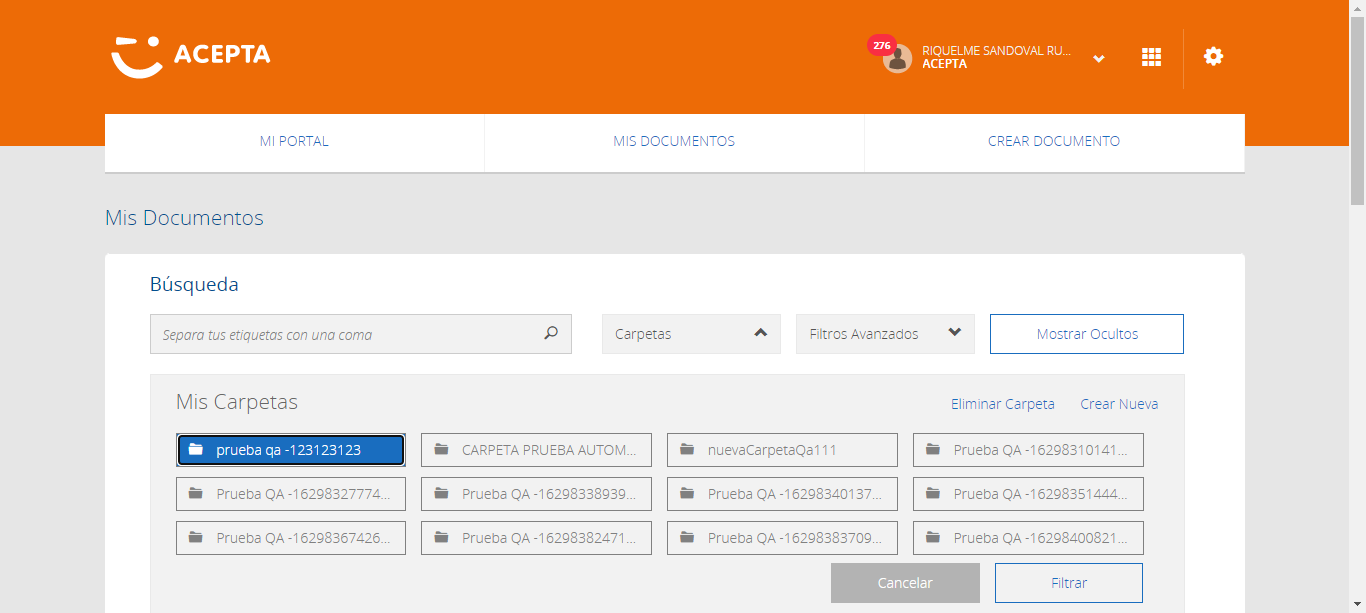 ACEPTA
276
RIQUELME SANDOVAL RU...
ACEPTA
MI PORTAL
MIS DOCUMENTOS
CREAR DOCUMENTO
Mis Documentos
Búsqueda
Separa tus etiquetas con una coma
Carpetas
Filtros Avanzados
Mostrar Ocultos
Mis Carpetas
Eliminar Carpeta
Crear Nueva
prueba qa -123123123
CARPETA PRUEBA AUTOM...
nuevaCarpetaQa111
Prueba QA -16298310141...
Prueba QA -16298327774...
Prueba QA -16298338939...
Prueba QA -16298340137...
Prueba QA -16298351444...
Prueba QA -16298367426...
Prueba QA -16298382471...
Prueba QA -16298383709...
Prueba QA -16298400821...
Cancelar
Filtrar